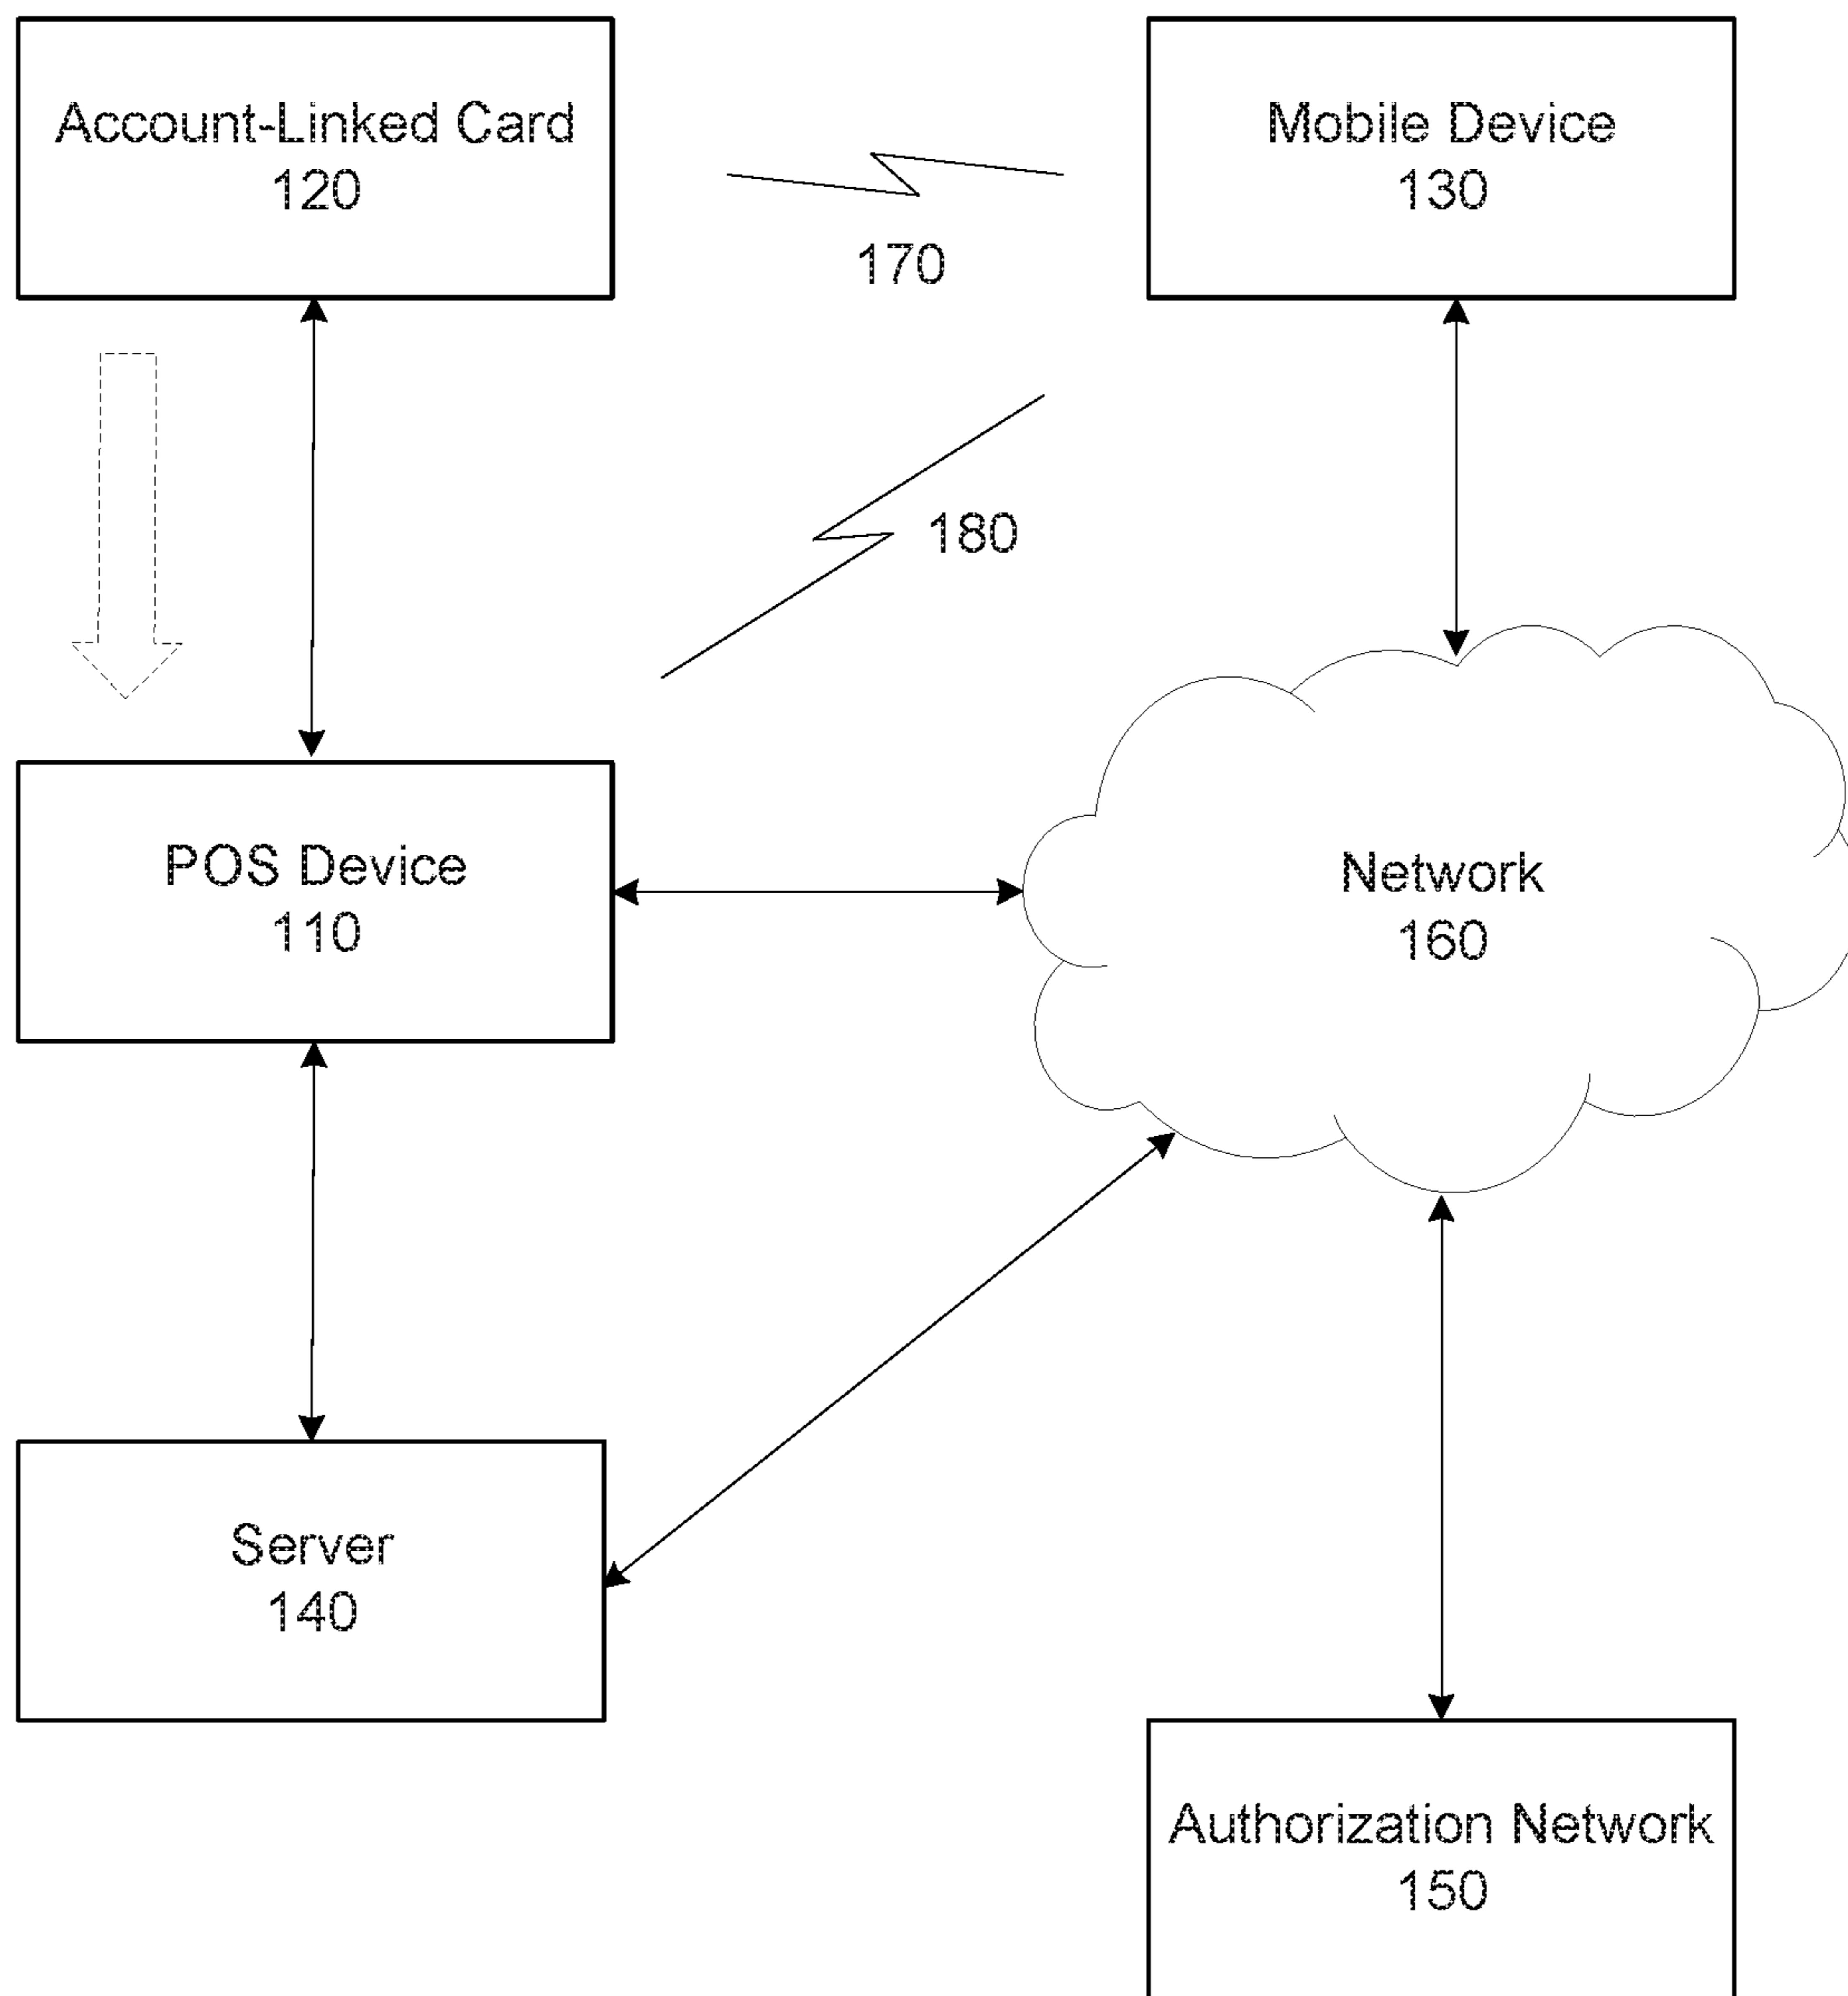 Account-Linked Card
120
Mobile Device
130
170
180
POS Device
110
Network
160
Server
140
Authorization Network
150